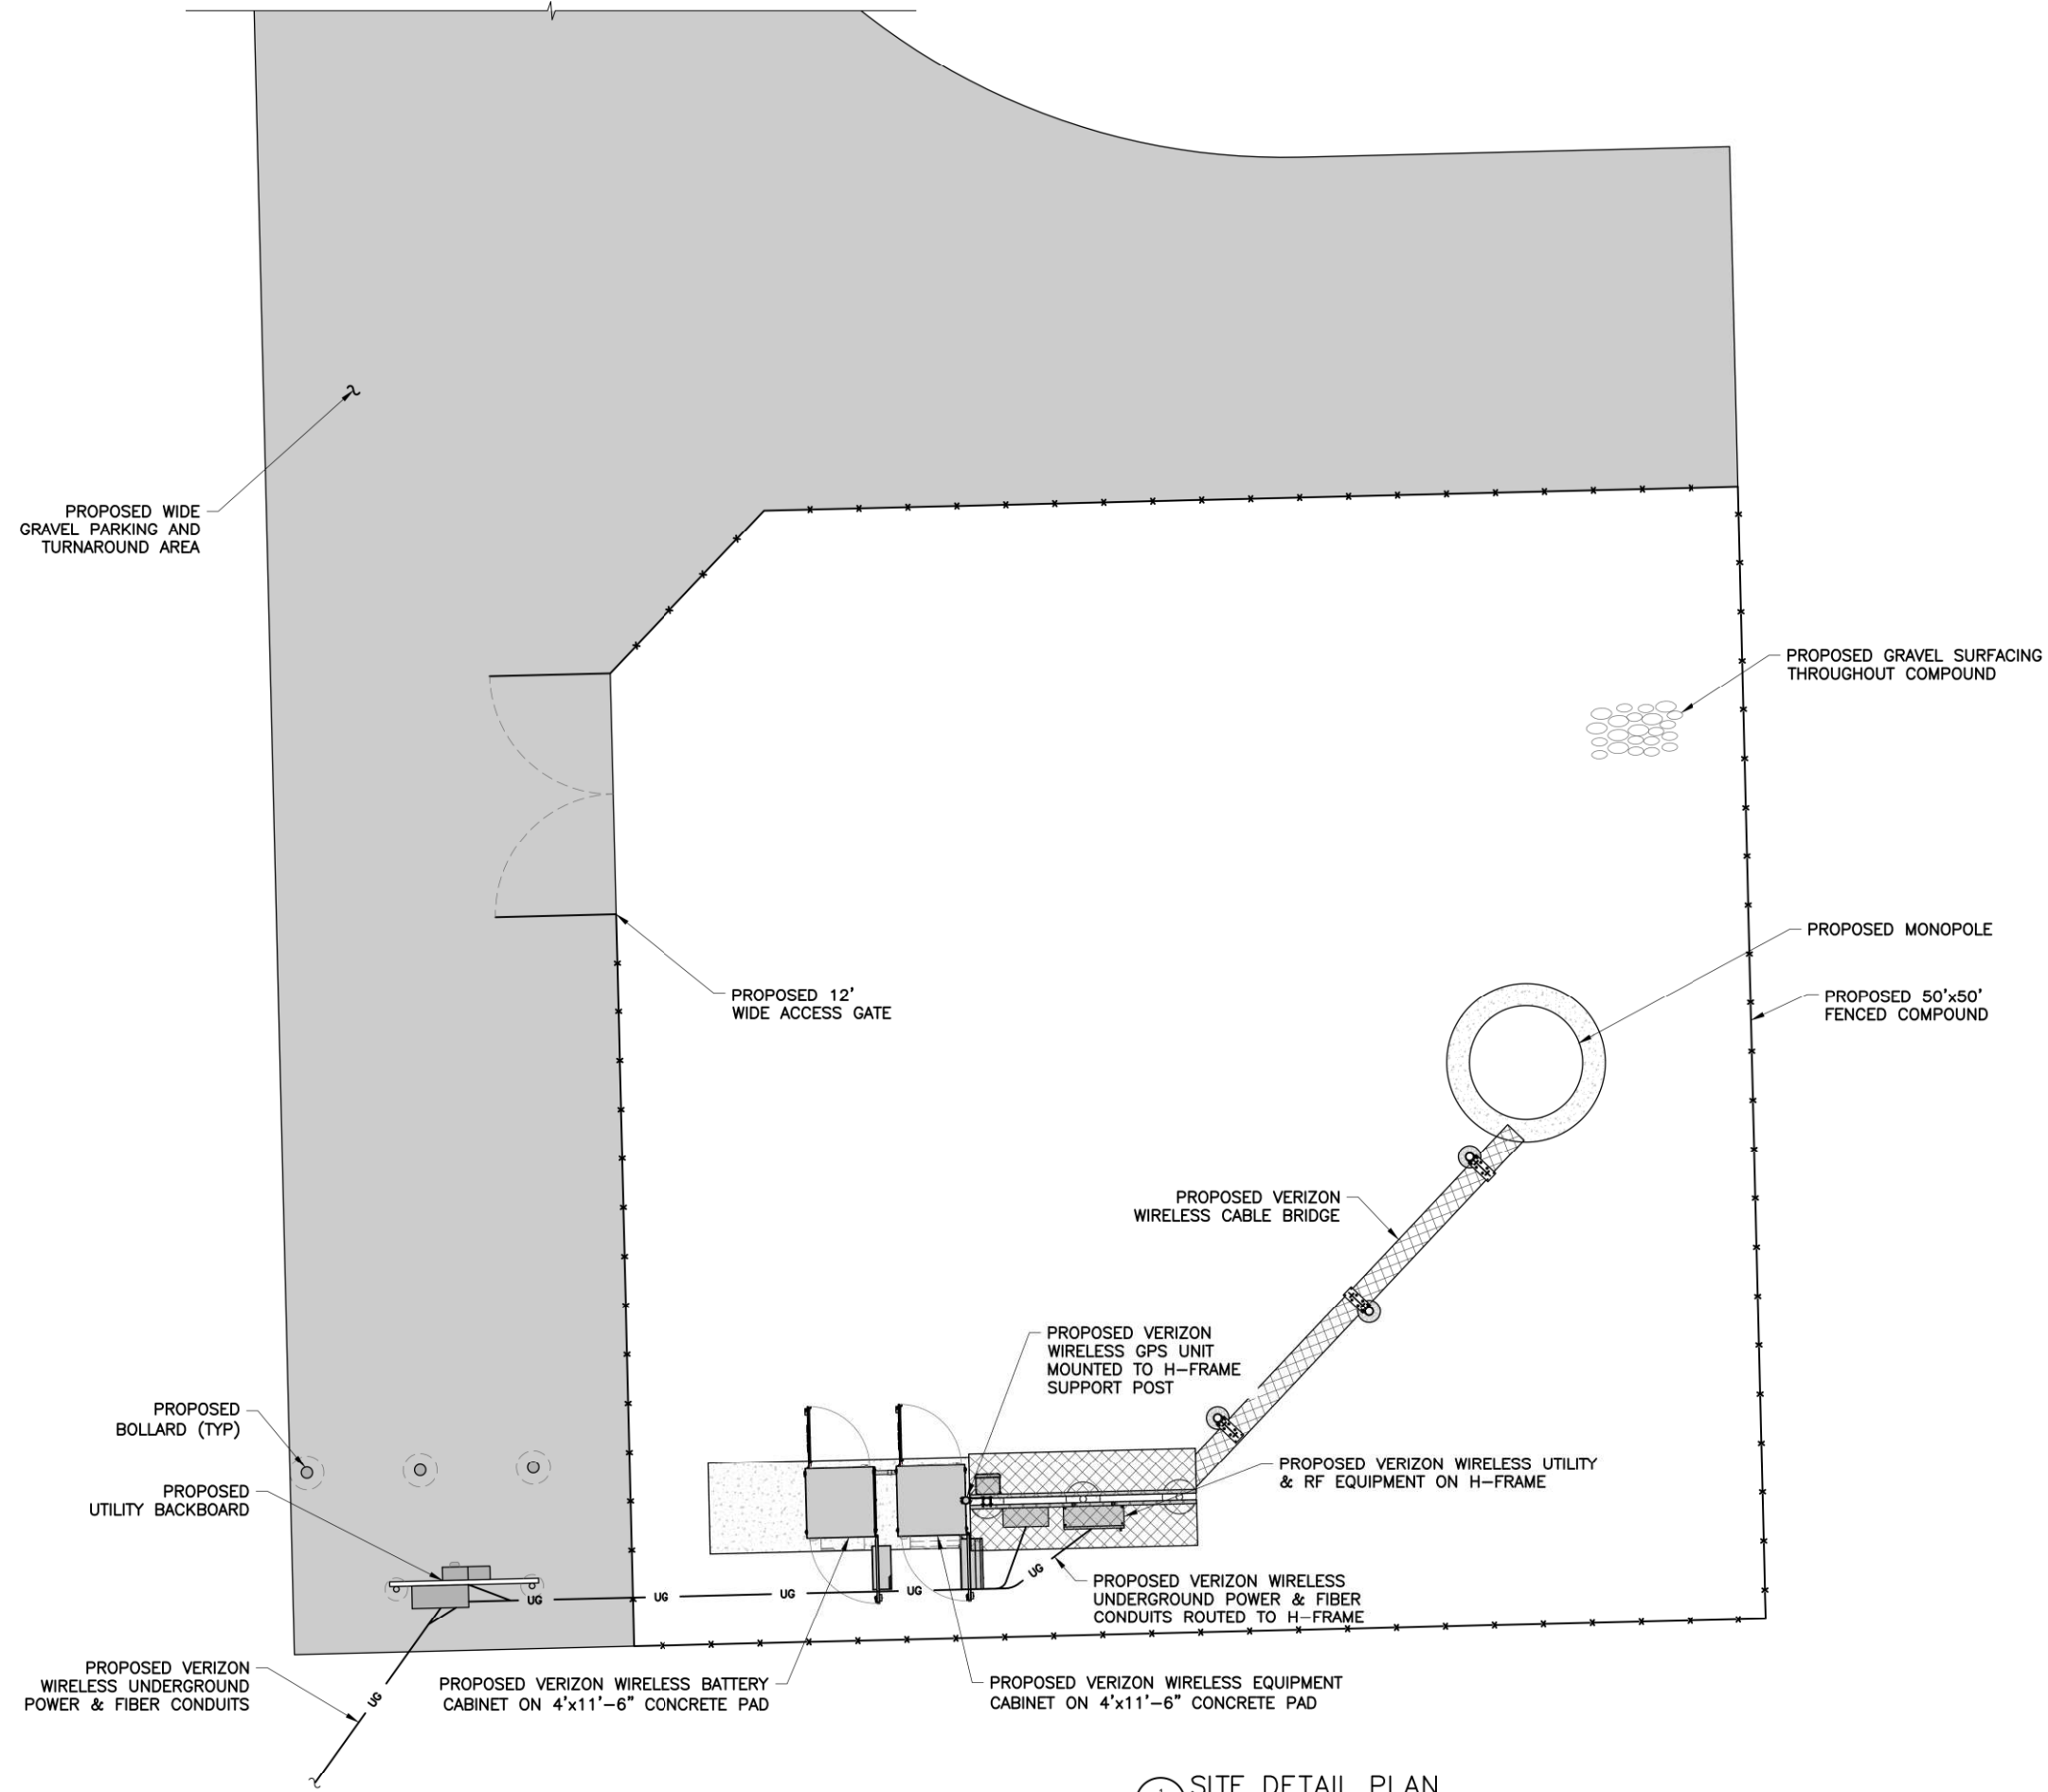 PROPOSED WIDE
GRAVEL PARKING AND
TURNAROUND AREA
PROPOSED GRAVEL SURFACING
THROUGHOUT COMPOUND
PROPOSED MONOPOLE
PROPOSED 12'
WIDE ACCESS GATE
PROPOSED 50'x50'
FENCED COMPOUND
PROPOSED VERIZON
WIRELESS CABLE BRIDGE
PROPOSED VERIZON
WIRELESS GPS UNIT
MOUNTED TO H-FRAME
SUPPORT POST
PROPOSED
BOLLARD (TYP)
PROPOSED VERIZON WIRELESS UTILITY
& RF EQUIPMENT ON H-FRAME
PROPOSED
UTILITY BACKBOARD
UG
UG
UG
UG
UG
PROPOSED VERIZON WIRELESS
UNDERGROUND POWER & FIBER
CONDUITS ROUTED TO H-FRAME
PROPOSED VERIZON
WIRELESS UNDERGROUND
POWER & FIBER CONDUITS
UG
PROPOSED VERIZON WIRELESS BATTERY
CABINET ON 4'x11'-6" CONCRETE PAD
PROPOSED VERIZON WIRELESS EQUIPMENT
CABINET ON 4'x11'-6" CONCRETE PAD
SITE DETAIL PLAN